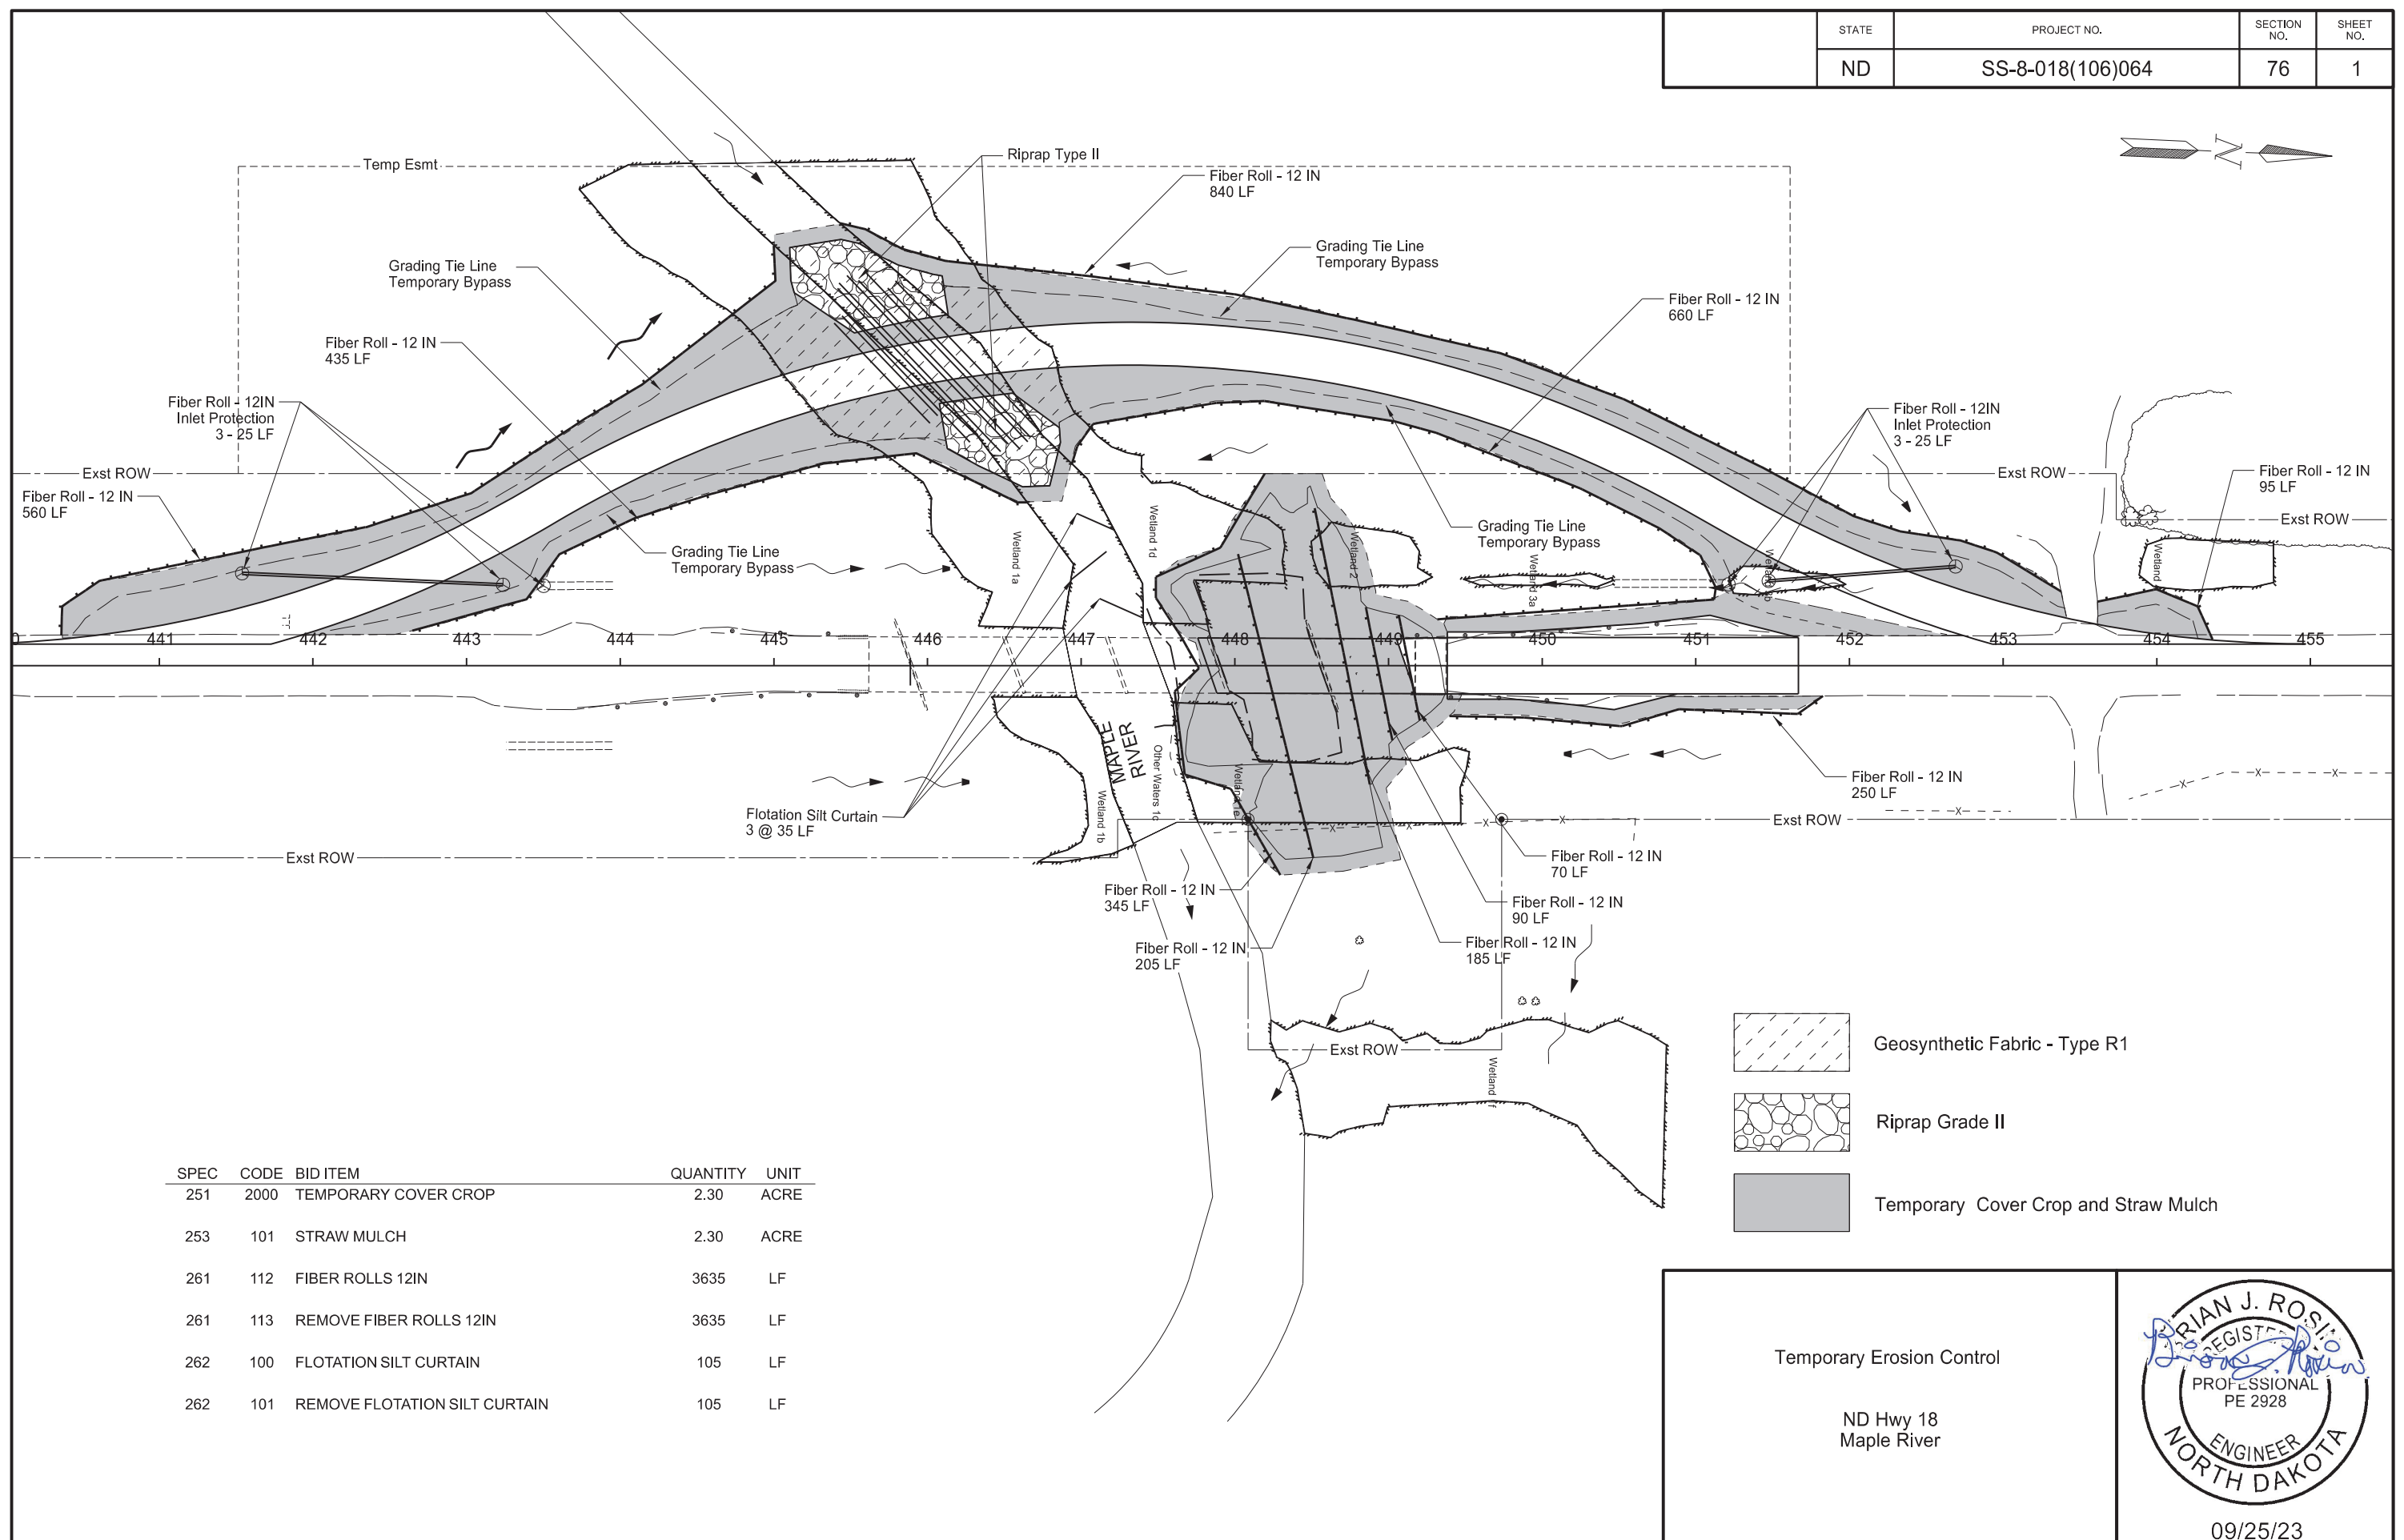 STATE
PROJECT NO.
SECTION NO.
SHEET NO.
ND
SS-8-018(106)064
76
1
Temp Esmt
Riprap Type II
Fiber Roll - 12 IN
840 LF
Grading Tie Line
Temporary Bypass
Grading Tie Line
Temporary Bypass
Fiber Roll - 12 IN
660 LF
Fiber Roll - 12 IN
435 LF
Fiber Roll - 12IN
Inlet Protection
3 - 25 LF
Fiber Roll - 12IN
Inlet Protection
3 - 25 LF
Exst ROW
Exst ROW
Fiber Roll - 12 IN
95 LF
Fiber Roll - 12 IN
560 LF
Exst ROW
Grading Tie Line
Temporary Bypass
Grading Tie Line
Temporary Bypass
Wetland 1a
Wetland 1d
Wetland 2
Wetland 3a
Wetland
441
442
443
444
445
446
447
448
449
450
451
452
453
454
455
MAPLE
RIVER
Other Waters 1c
Wetland 1b
Flotation Silt Curtain
3 @ 35 LF
Fiber Roll - 12 IN
250 LF
Exst ROW
Exst ROW
Fiber Roll - 12 IN
70 LF
Fiber Roll - 12 IN
345 LF
Fiber Roll - 12 IN
90 LF
Fiber Roll - 12 IN
205 LF
Fiber Roll - 12 IN
185 LF
Exst ROW
Wetland 1f
Geosynthetic Fabric - Type R1
Riprap Grade II
Temporary Cover Crop and Straw Mulch
SPEC CODE BID ITEM QUANTITY UNIT
251 2000 TEMPORARY COVER CROP 2.30 ACRE
253 101 STRAW MULCH 2.30 ACRE
261 112 FIBER ROLLS 12IN 3635 LF
261 113 REMOVE FIBER ROLLS 12IN 3635 LF
262 100 FLOTATION SILT CURTAIN 105 LF
262 101 REMOVE FLOTATION SILT CURTAIN 105 LF
Temporary Erosion Control
ND Hwy 18
Maple River
PROFESSIONAL
PE 2928
ENGINEER
NORTH DAKOTA
09/25/23